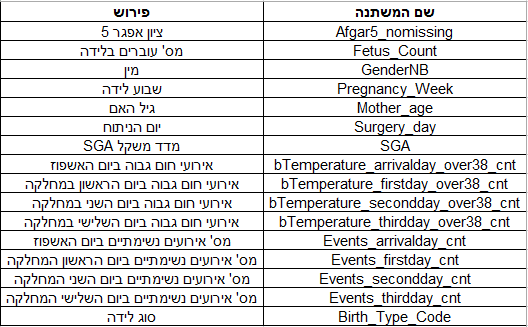 שם המשתנה פירוש
Afgar5_nomissing ציון אפגר 5
Fetus_Count מס' עוברים בלידה
GenderNB מין
Pregnancy_Week שבוע לידה
Mother_age גיל האם
Surgery_day יום הניתוח
SGA מדד משקל SGA
bTemperature_arrivalday_over38_cnt אירועי חום גבוה ביום האשפוז
bTemperature_firstday_over38_cnt אירועי חום גבוה ביום הראשון במחלקה
bTemperature_secondday_over38_cnt אירועי חום גבוה ביום השני במחלקה
bTemperature_thirdday_over38_cnt אירועי חום גבוה ביום השלישי במחלקה
Events_arrivalday_cnt מס' אירועים נשימתיים ביום האשפוז
Events_firstday_cnt מס' אירועים נשימתיים ביום הראשון המחלקה
Events_secondday_cnt מס' אירועים נשימתיים ביום השני המחלקה
Events_thirdday_cnt מס' אירועים נשימתיים ביום השלישי המחלקה
Birth_Type_Code סוג לידה